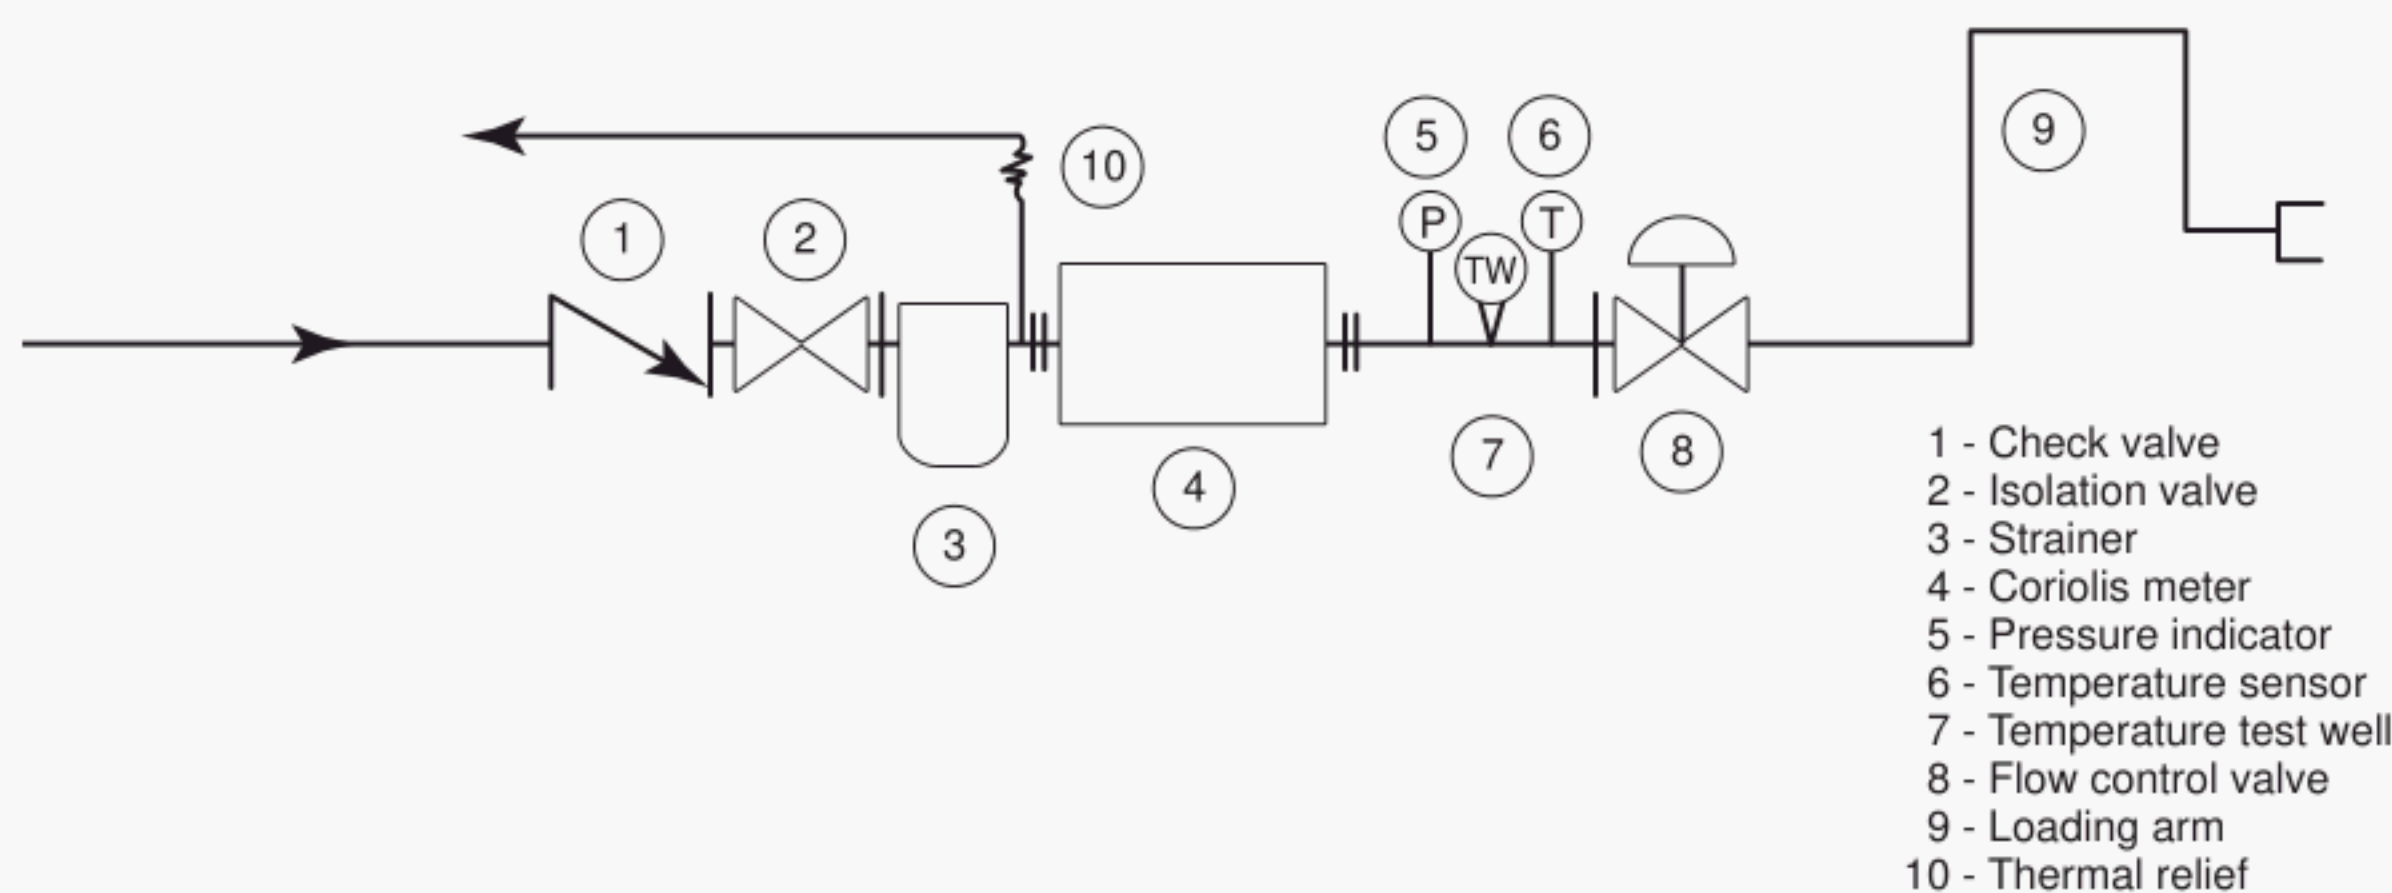 9
10
5
6
P
T
TW
1
2
7
8
4
3
1 - Check valve
2 - Isolation valve
3 - Strainer
4 - Coriolis meter
5 - Pressure indicator
6 - Temperature sensor
7 - Temperature test well
8 - Flow control valve
9 - Loading arm
10 - Thermal relief